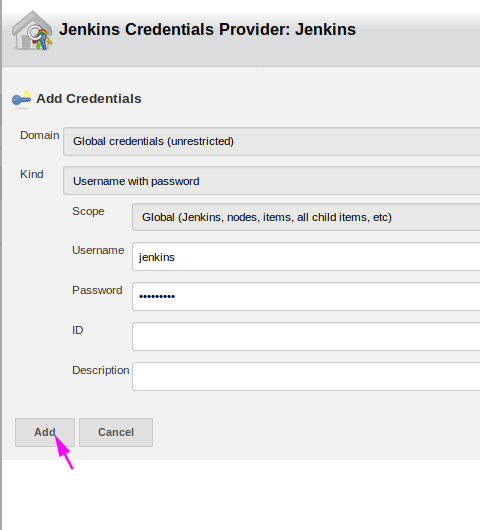 Jenkins Credentials Provider: Jenkins
Add Credentials
Domain Global credentials (unrestricted)
Kind Username with password
Scope Global (Jenkins, nodes, items, all child items, etc)
Username jenkins
Password •••••••••
ID
Description
Add Cancel